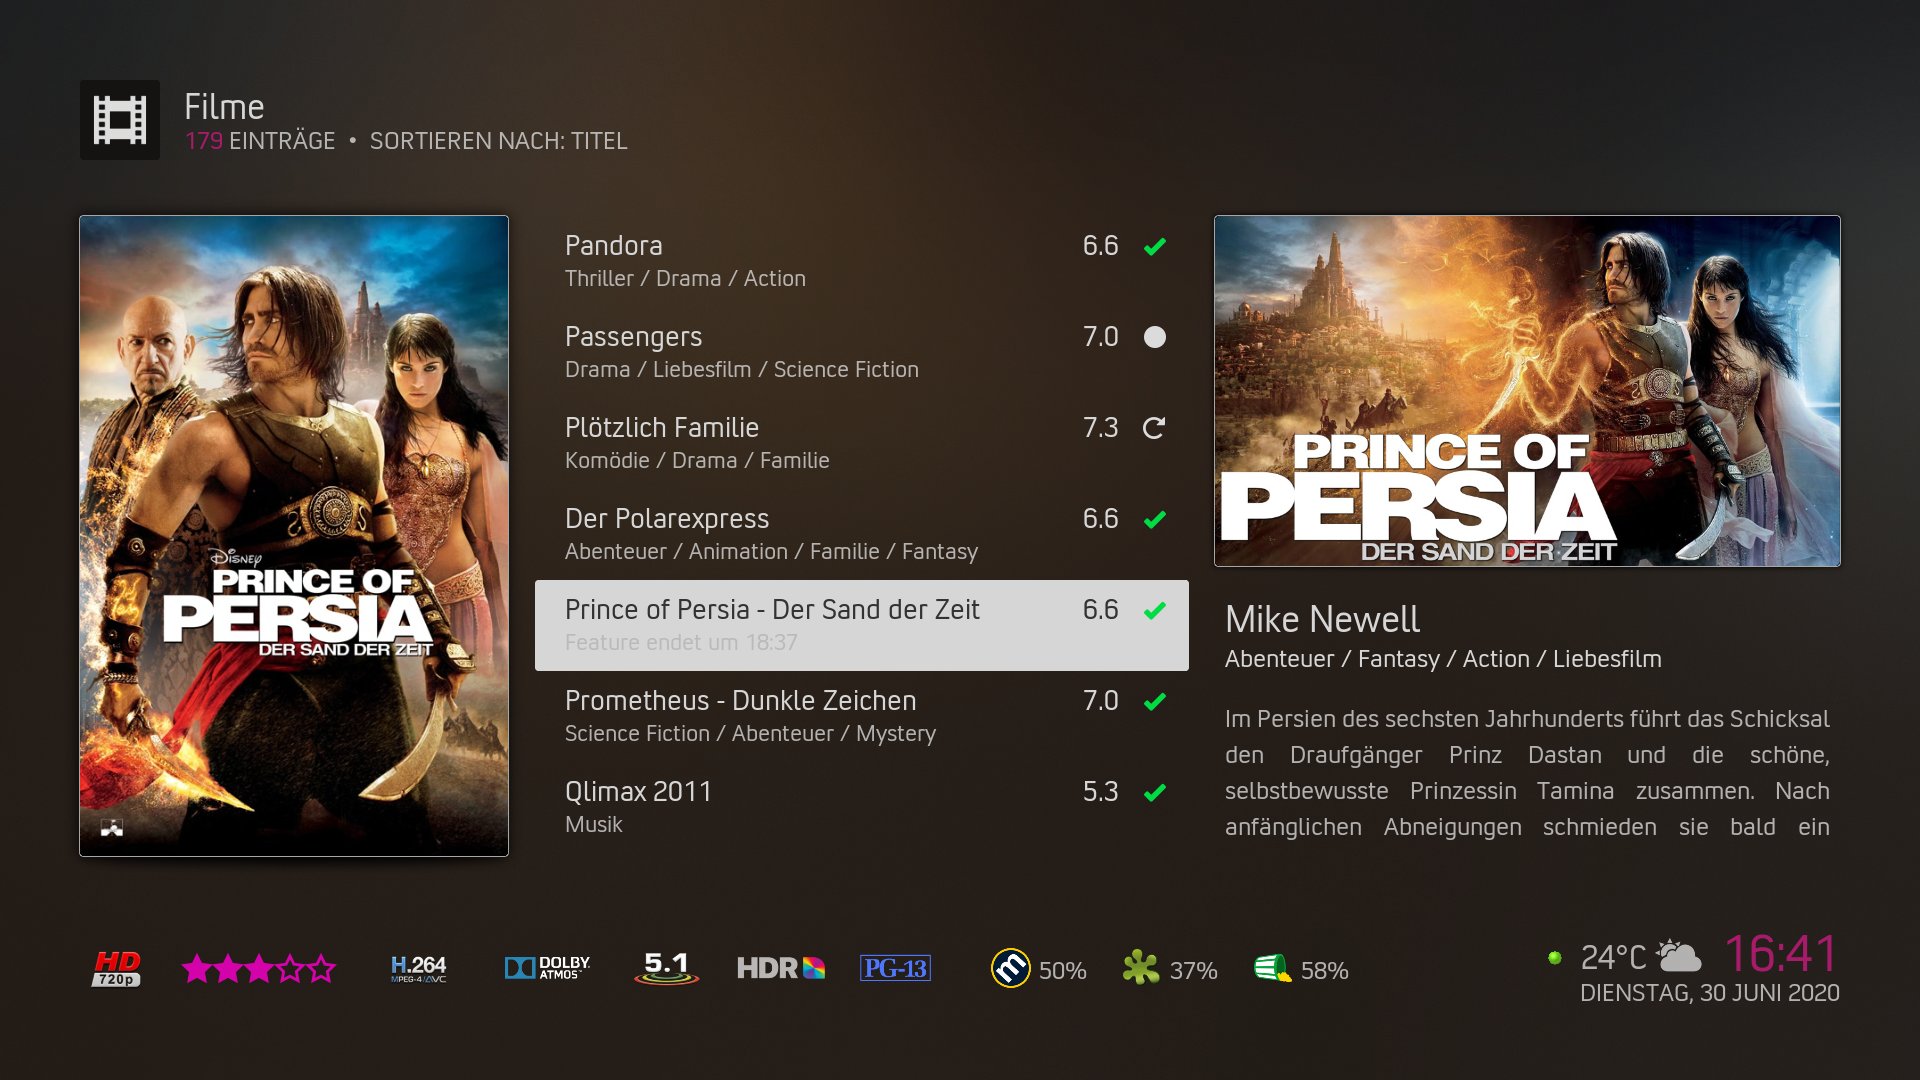 Filme
179 EINTRÄGE • SORTIEREN NACH: TITEL
DISNEY
PRINCE OF
PERSIA
DER SAND DER ZEIT
Pandora 6.6
Thriller / Drama / Action
Passengers 7.0
Drama / Liebesfilm / Science Fiction
Plötzlich Familie 7.3
Komödie / Drama / Familie
Der Polarexpress 6.6
Abenteuer / Animation / Familie / Fantasy
Prince of Persia - Der Sand der Zeit 6.6
Feature endet um 18:37
Prometheus - Dunkle Zeichen 7.0
Science Fiction / Abenteuer / Mystery
Qlimax 2011 5.3
Musik
PRINCE OF
PERSIA
DER SAND DER ZEIT
Mike Newell
Abenteuer / Fantasy / Action / Liebesfilm
Im Persien des sechsten Jahrhunderts führt das Schicksal
den Draufgänger Prinz Dastan und die schöne,
selbstbewusste Prinzessin Tamina zusammen. Nach
anfänglichen Abneigungen schmieden sie bald ein
HD
720p
H.264
MPEG-4/AVC
DOLBY
ATMOS
5.1
HDR
PG-13
m 50%
37%
58%
24°C 16:41
DIENSTAG, 30 JUNI 2020